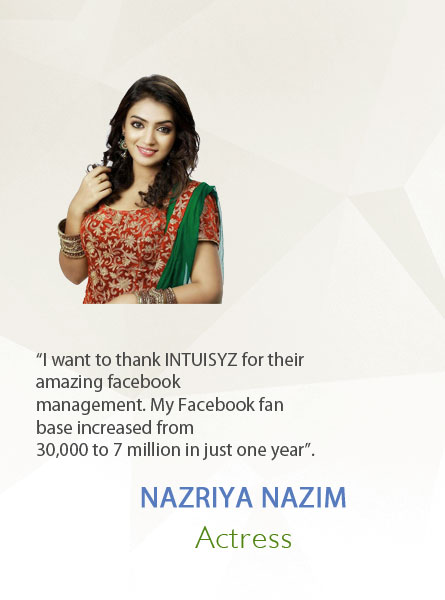 “I want to thank INTUISYZ for their
amazing facebook
management. My Facebook fan
base increased from
30,000 to 7 million in just one year”.
NAZRIYA NAZIM
Actress